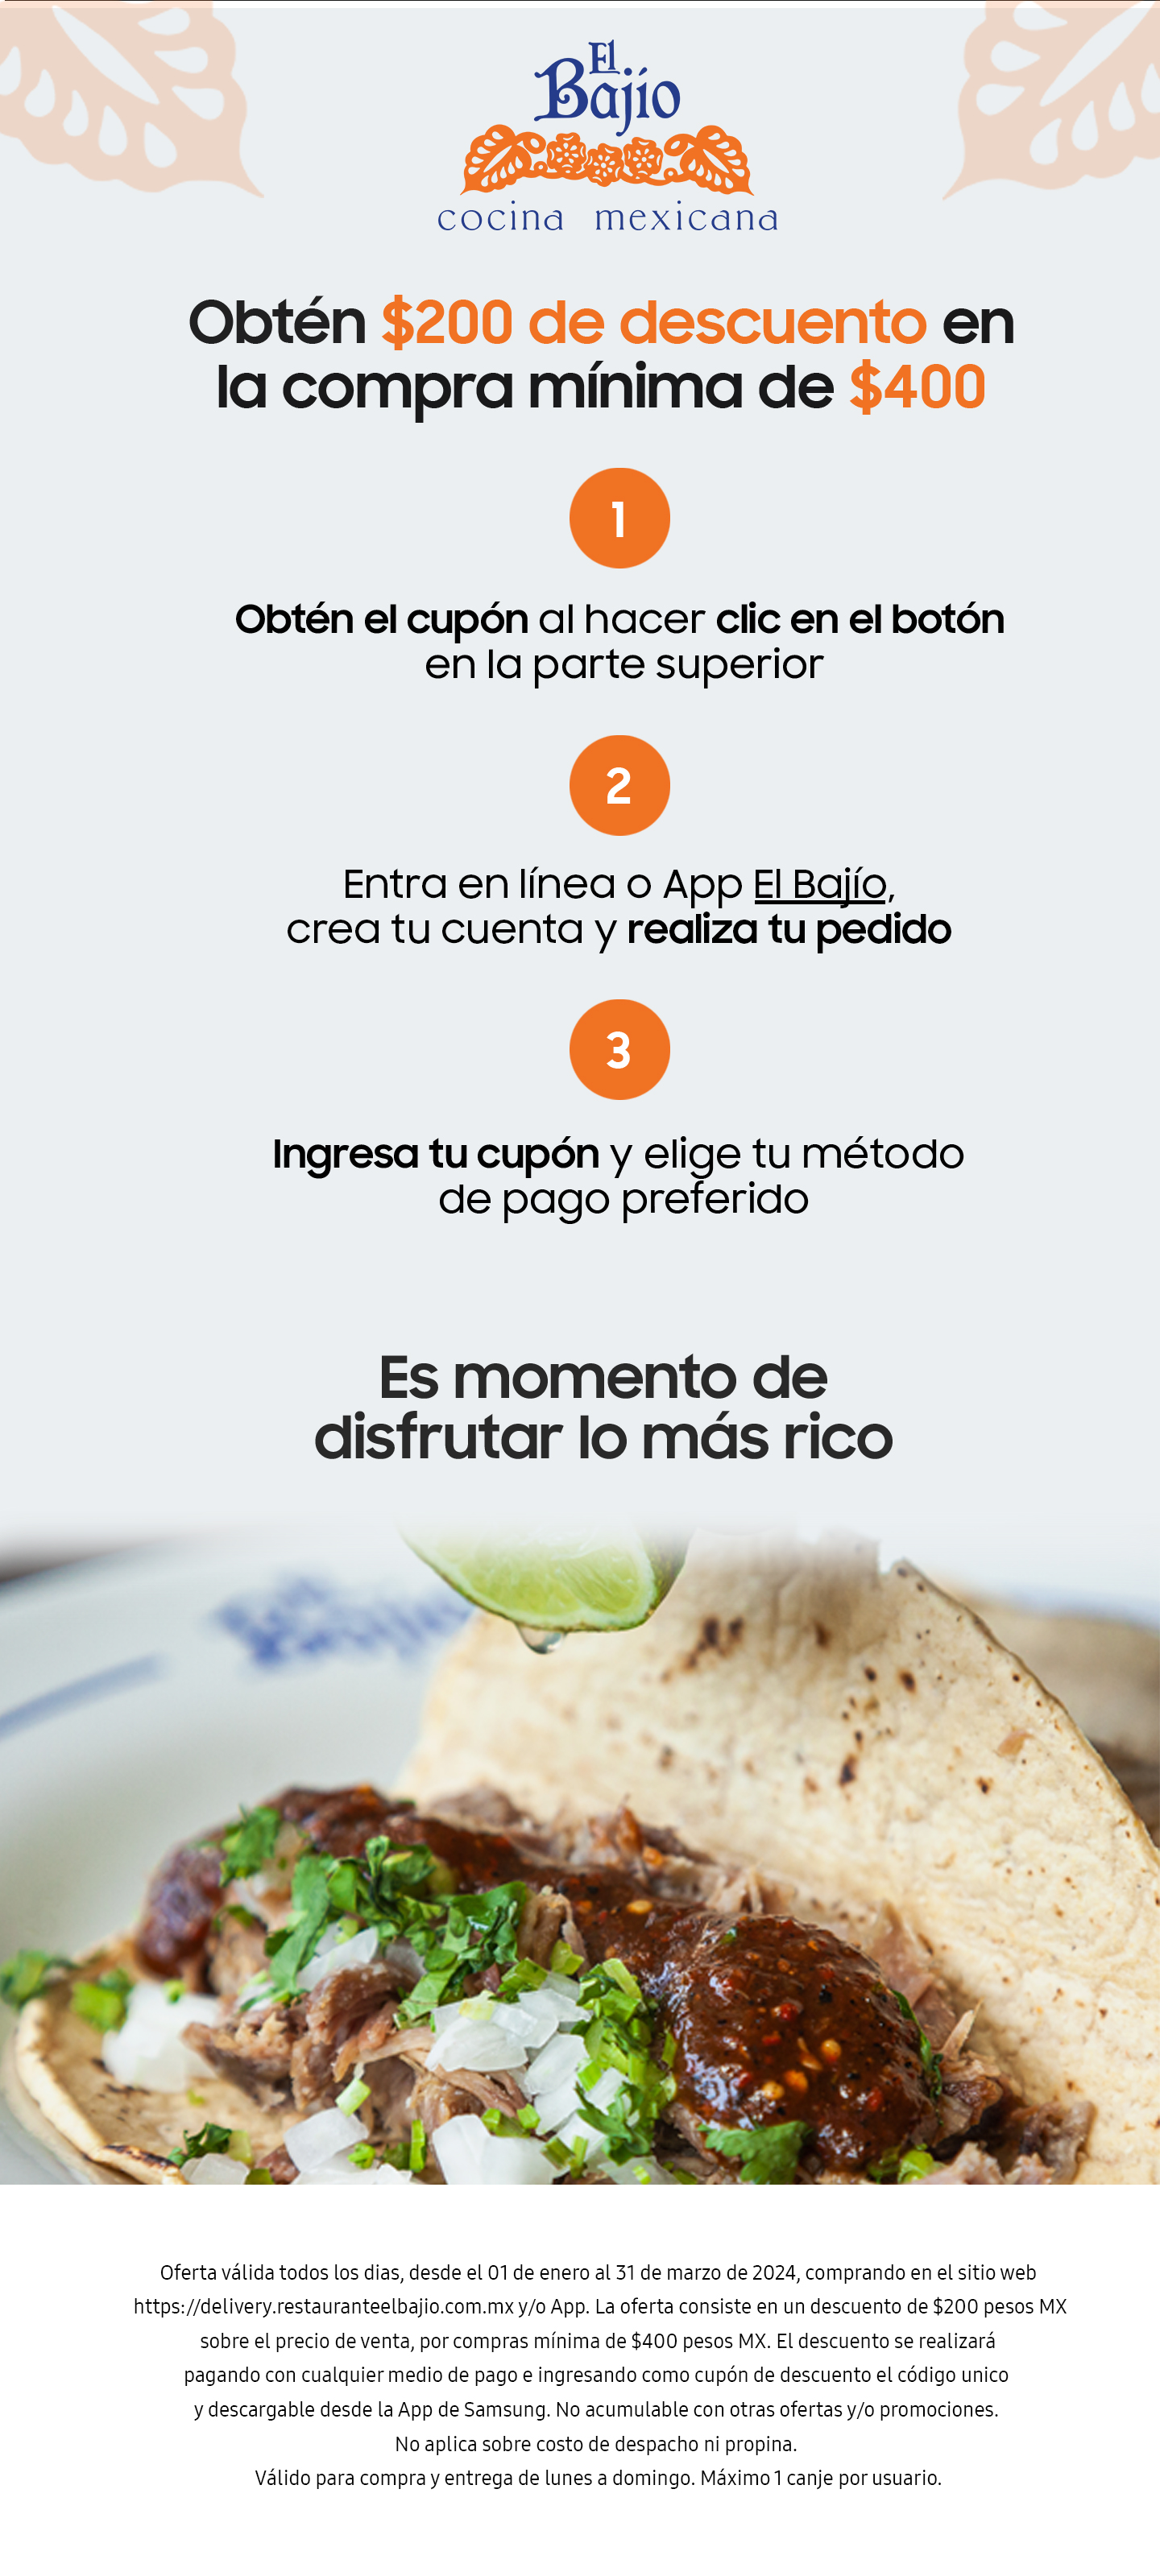 El
Bajío
cocina mexicana
Obtén $200 de descuento en
la compra mínima de $400
1
Obtén el cupón al hacer clic en el botón
en la parte superior
2
Entra en línea o App El Bajío,
crea tu cuenta y realiza tu pedido
3
Ingresa tu cupón y elige tu método
de pago preferido
Es momento de
disfrutar lo más rico
Oferta válida todos los dias, desde el 01 de enero al 31 de marzo de 2024, comprando en el sitio web
https://delivery.restauranteelbajio.com.mx y/o App. La oferta consiste en un descuento de $200 pesos MX
sobre el precio de venta, por compras mínima de $400 pesos MX. El descuento se realizará
pagando con cualquier medio de pago e ingresando como cupón de descuento el código unico
y descargable desde la App de Samsung. No acumulable con otras ofertas y/o promociones.
No aplica sobre costo de despacho ni propina.
Válido para compra y entrega de lunes a domingo. Máximo 1 canje por usuario.